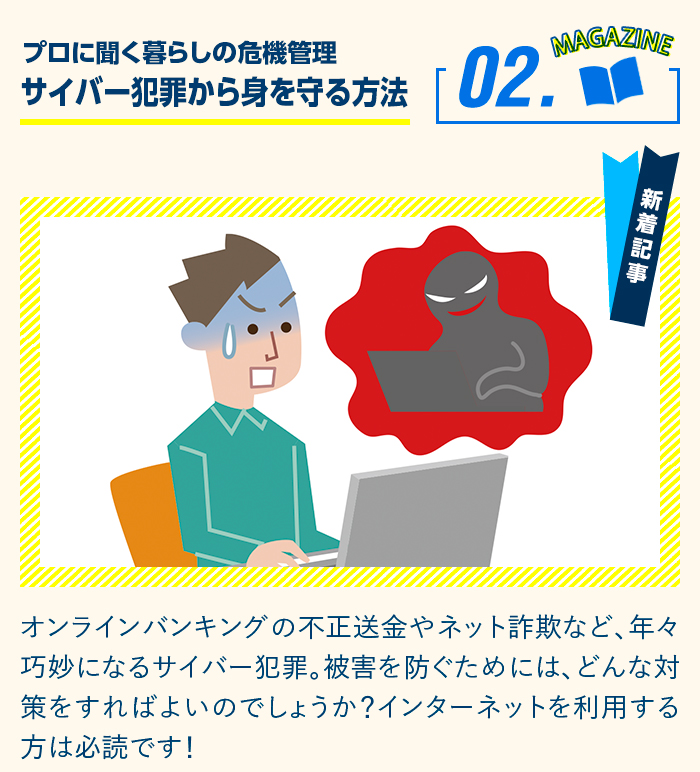 プロに聞く暮らしの危機管理
サイバー犯罪から身を守る方法
02.
MAGAZINE
新着記事
オンラインバンキングの不正送金やネット詐欺など、年々
巧妙になるサイバー犯罪。被害を防ぐためには、どんな対
策をすればよいのでしょうか？インターネットを利用する
方は必読です！